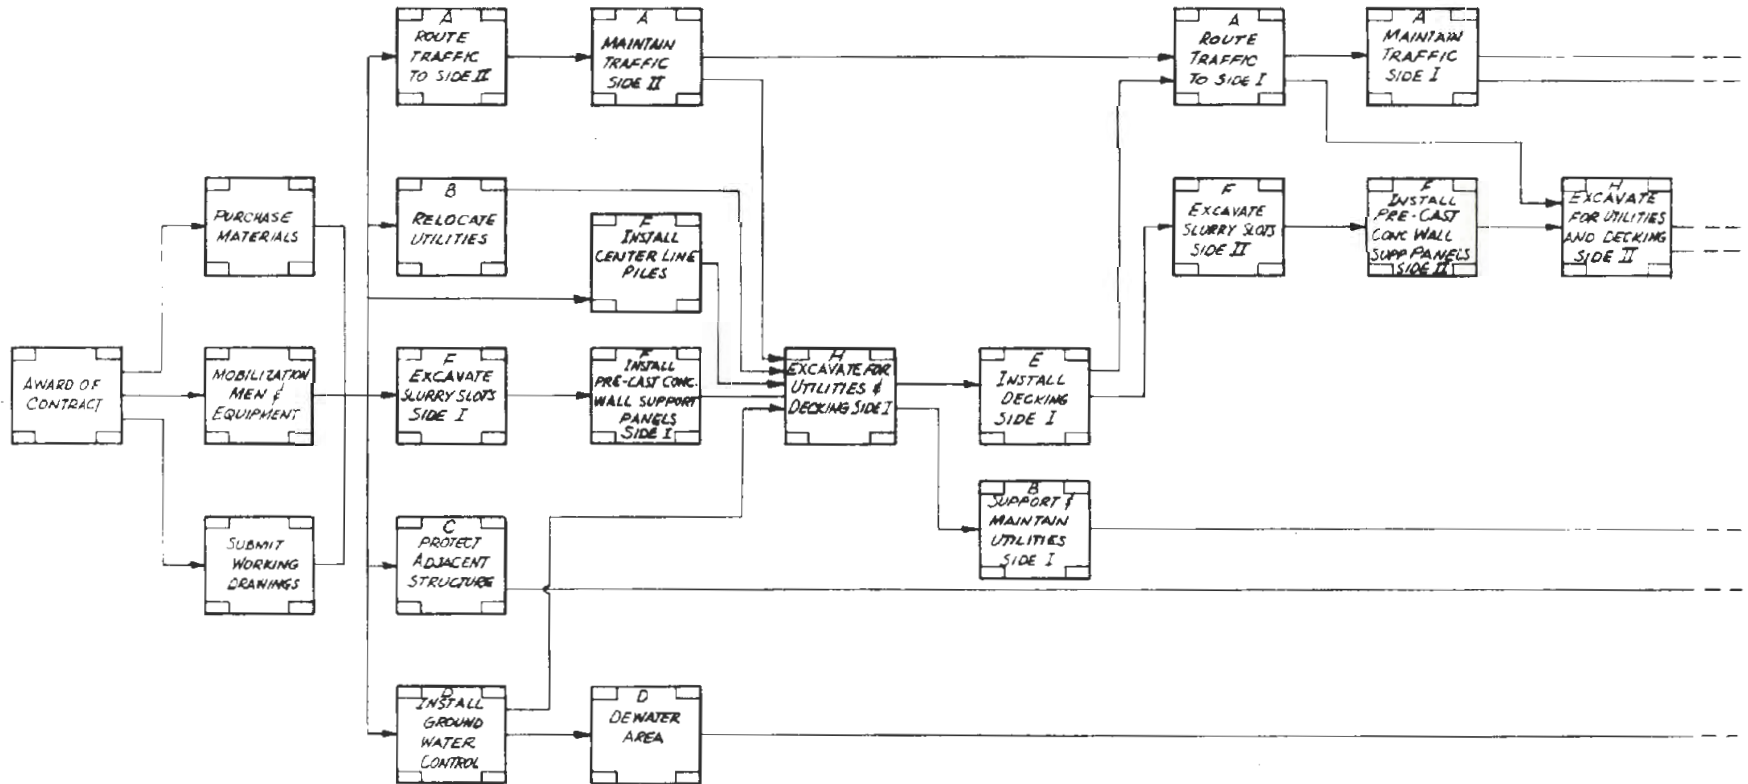 A
ROUTE
TRAFFIC
TO SIDE II
A
MAINTAIN
TRAFFIC
SIDE II
A
ROUTE
TRAFFIC
TO SIDE I
A
MAINTAIN
TRAFFIC
SIDE I
PURCHASE
MATERIALS
B
RELOCATE
UTILITIES
F
INSTALL
CENTER LINE
PILES
F
EXCAVATE
SLURRY SLOTS
SIDE II
F
INSTALL
PRE-CAST
CONC WALL
SUPP PANELS
SIDE II
H
EXCAVATE
FOR UTILITIES
AND DECKING
SIDE II
AWARD OF
CONTRACT
MOBILIZATION
MEN &
EQUIPMENT
F
EXCAVATE
SLURRY SLOTS
SIDE I
F
INSTALL
PRE-CAST CONC.
WALL SUPPORT
PANELS
SIDE I
H
EXCAVATE FOR
UTILITIES &
DECKING SIDE I
E
INSTALL
DECKING
SIDE I
B
SUPPORT &
MAINTAIN
UTILITIES
SIDE I
SUBMIT
WORKING
DRAWINGS
C
PROTECT
ADJACENT
STRUCTURE
D
INSTALL
GROUND
WATER
CONTROL
D
DEWATER
AREA